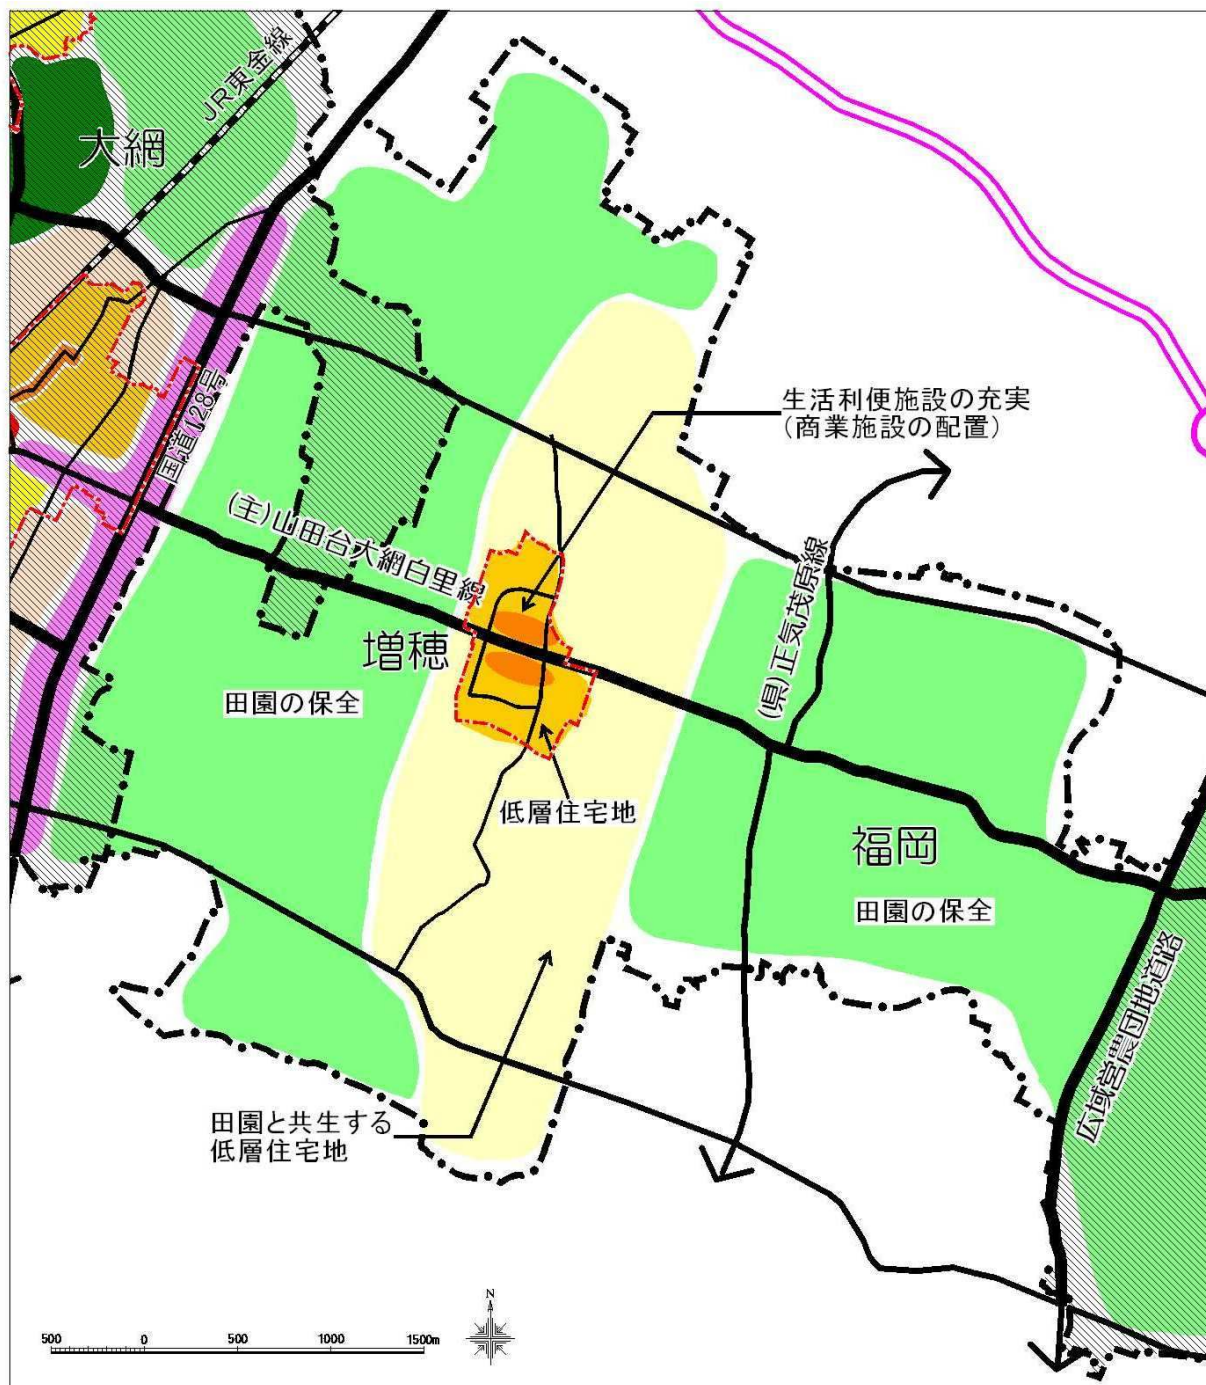 JR東金線
大網
生活利便施設の充実
(商業施設の配置)
国道128号
(主)山田台大網白里線
(県)正気茂原線
増穂
田園の保全
低層住宅地
福岡
田園の保全
広域営農団地道路
田園と共生する
低層住宅地
N
500 0 500 1000 1500m